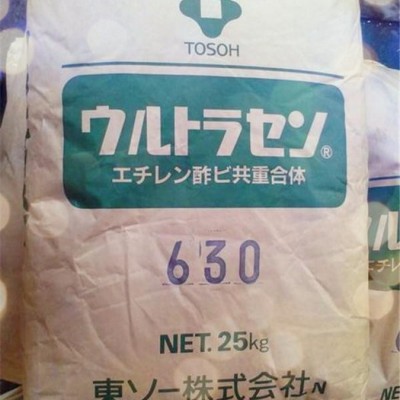 TOSOH
ウルトラセン®
エチレン酢ビ共重合体
630
NET. 25kg
東ソー株式会社 N